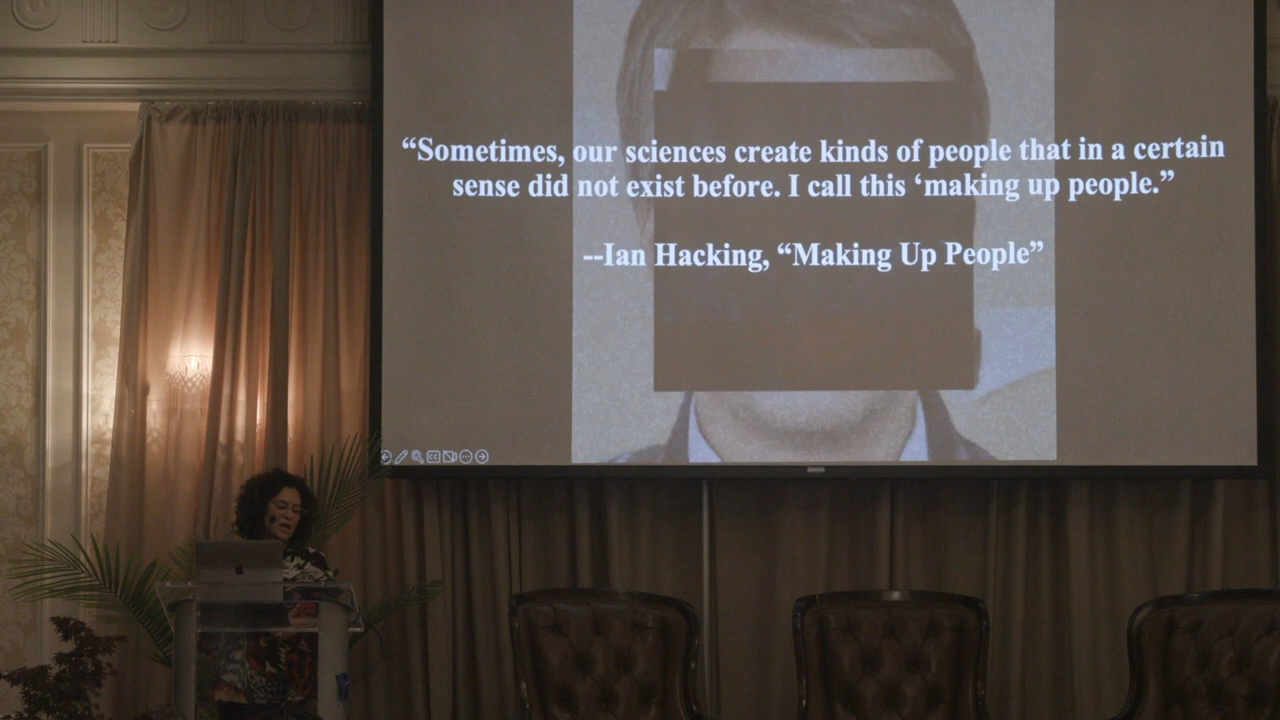 “Sometimes, our sciences create kinds of people that in a certain
sense did not exist before. I call this ‘making up people.”
--Ian Hacking, “Making Up People”